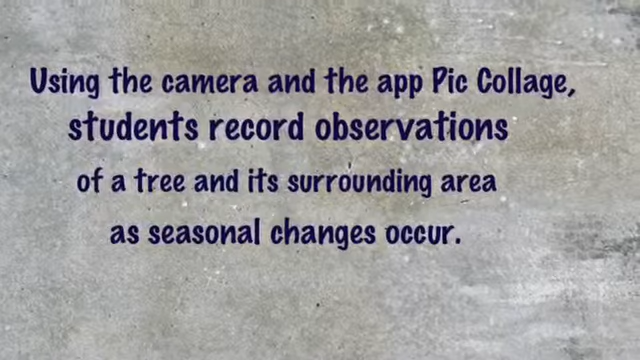 Using the camera and the app Pic Collage,
students record observations
of a tree and its surrounding area
as seasonal changes occur.